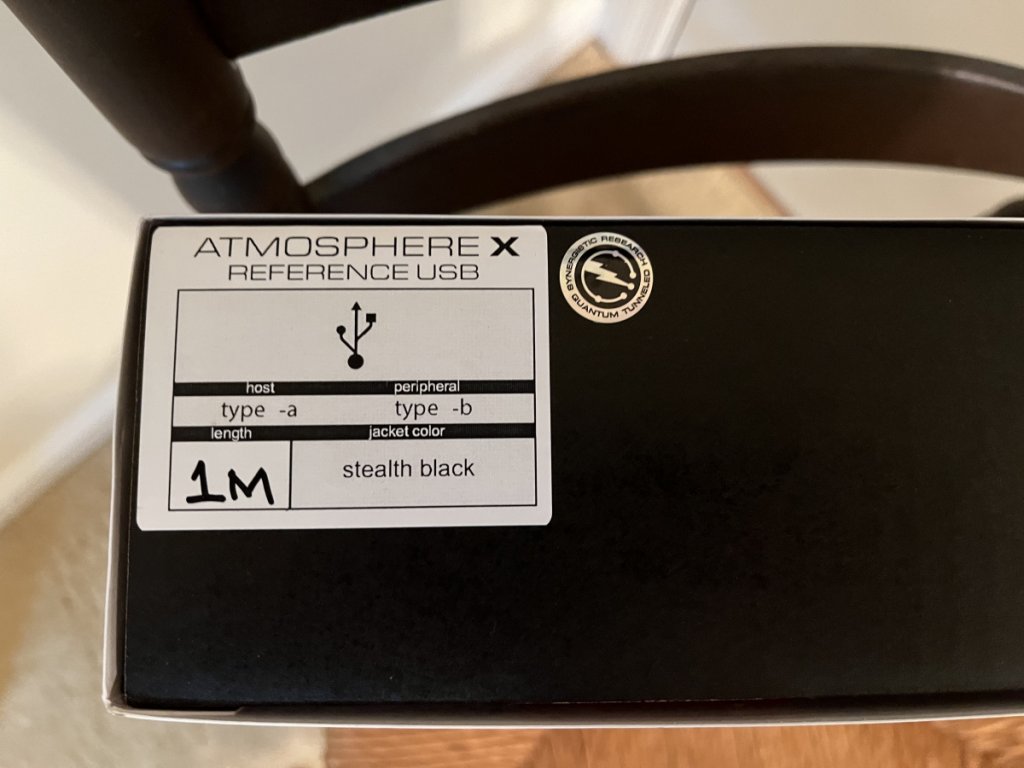 ATMOSPHERE X
REFERENCE USB
host peripheral
type -a type -b
length jacket color
1M stealth black
SYNERGISTIC RESEARCH
QUANTUM TUNNELED